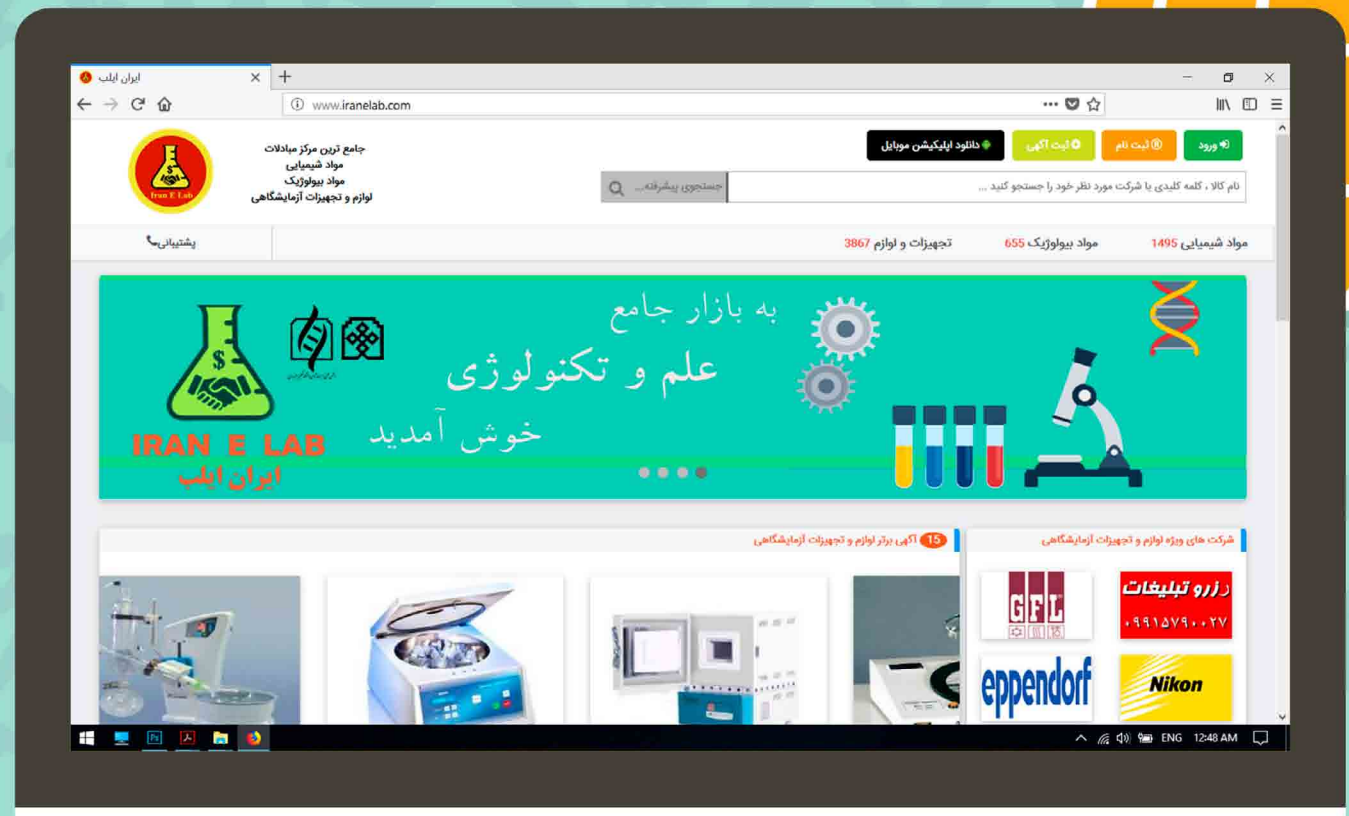 ایران ایلب
www.iranelab.com
جامع ترین مرکز مبادلات
مواد شیمیایی
مواد بیولوژیک
لوازم و تجهیزات آزمایشگاهی
Iran E Lab
ورود
ثبت نام
ثبت آگهی
دانلود اپلیکیشن موبایل
نام کالا ، کلمه کلیدی یا شرکت مورد نظر خود را جستجو کنید ...
جستجوی پیشرفته...
مواد شیمیایی 1495
مواد بیولوژیک 655
تجهیزات و لوازم 3867
پشتیبانی
به بازار جامع
علم و تکنولوژی
خوش آمدید
$
IRAN E LAB
ایران ایلب
شرکت های ویژه لوازم و تجهیزات آزمایشگاهی
15 آگهی برتر لوازم و تجهیزات آزمایشگاهی
رزرو تبلیغات
۰۹۹۱۵۷۹۰۰۲۷
GFL
Nikon
eppendorf
Ps
ENG 12:48 AM